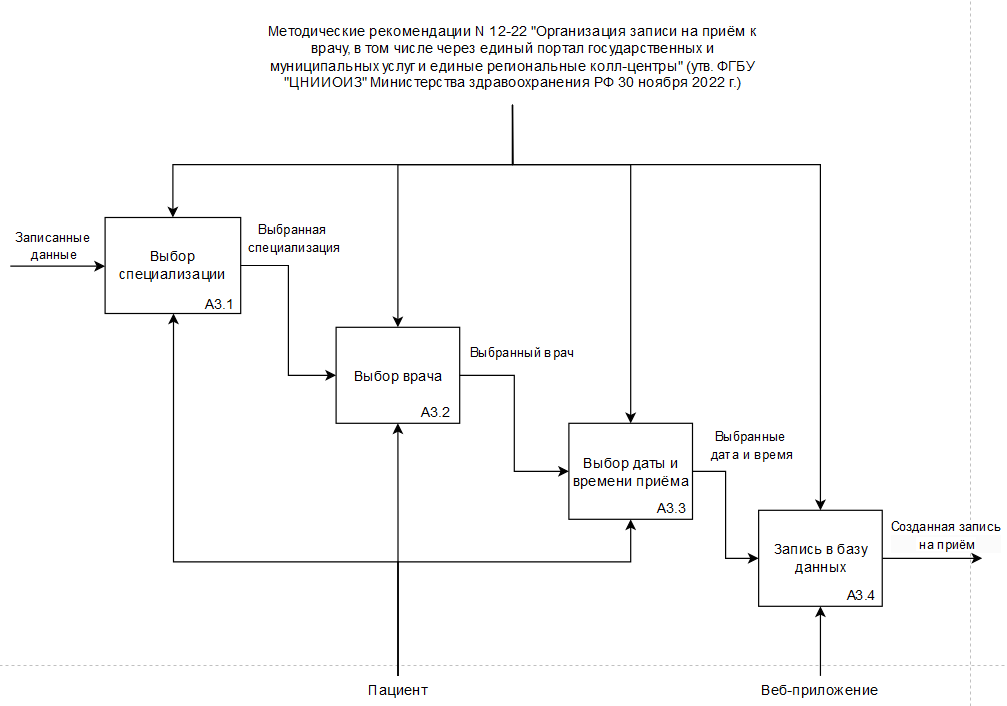 Методические рекомендации N 12-22 "Организация записи на приём к
врачу, в том числе через единый портал государственных и
муниципальных услуг и единые региональные колл-центры" (утв. ФГБУ
"ЦНИИОИЗ" Министерства здравоохранения РФ 30 ноября 2022 г.)
Записанные
данные
Выбор
специализации
А3.1
Выбранная
специализация
Выбор врача
А3.2
Выбранный врач
Выбор даты и
времени приёма
А3.3
Выбранные
дата и время
Запись в базу
данных
А3.4
Созданная запись
на приём
Пациент
Веб-приложение